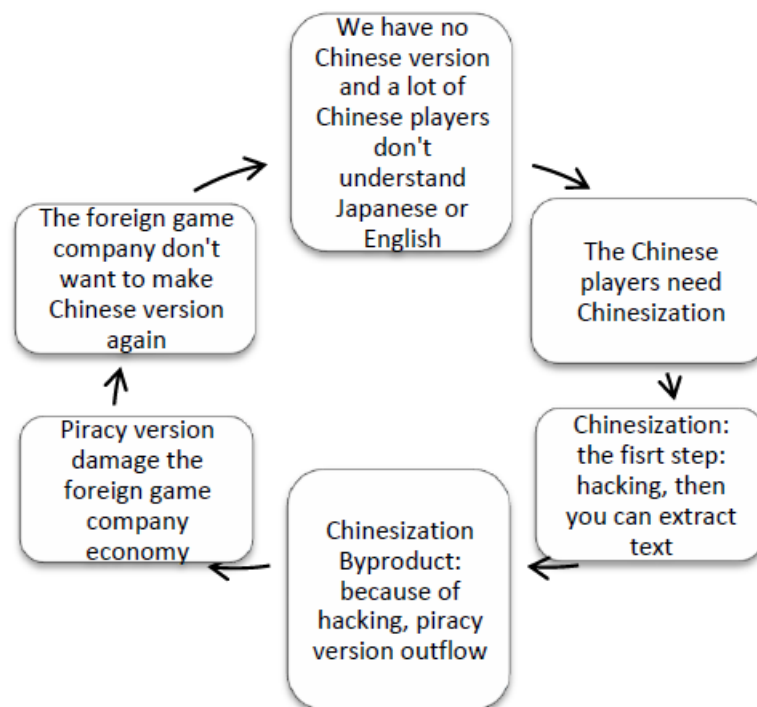 We have no
Chinese version
and a lot of
Chinese players
don't
understand
Japanese or
English
The Chinese
players need
Chinesization
Chinesization:
the fisrt step:
hacking, then
you can extract
text
Chinesization
Byproduct:
because of
hacking, piracy
version outflow
Piracy version
damage the
foreign game
company
economy
The foreign game
company don't
want to make
Chinese version
again